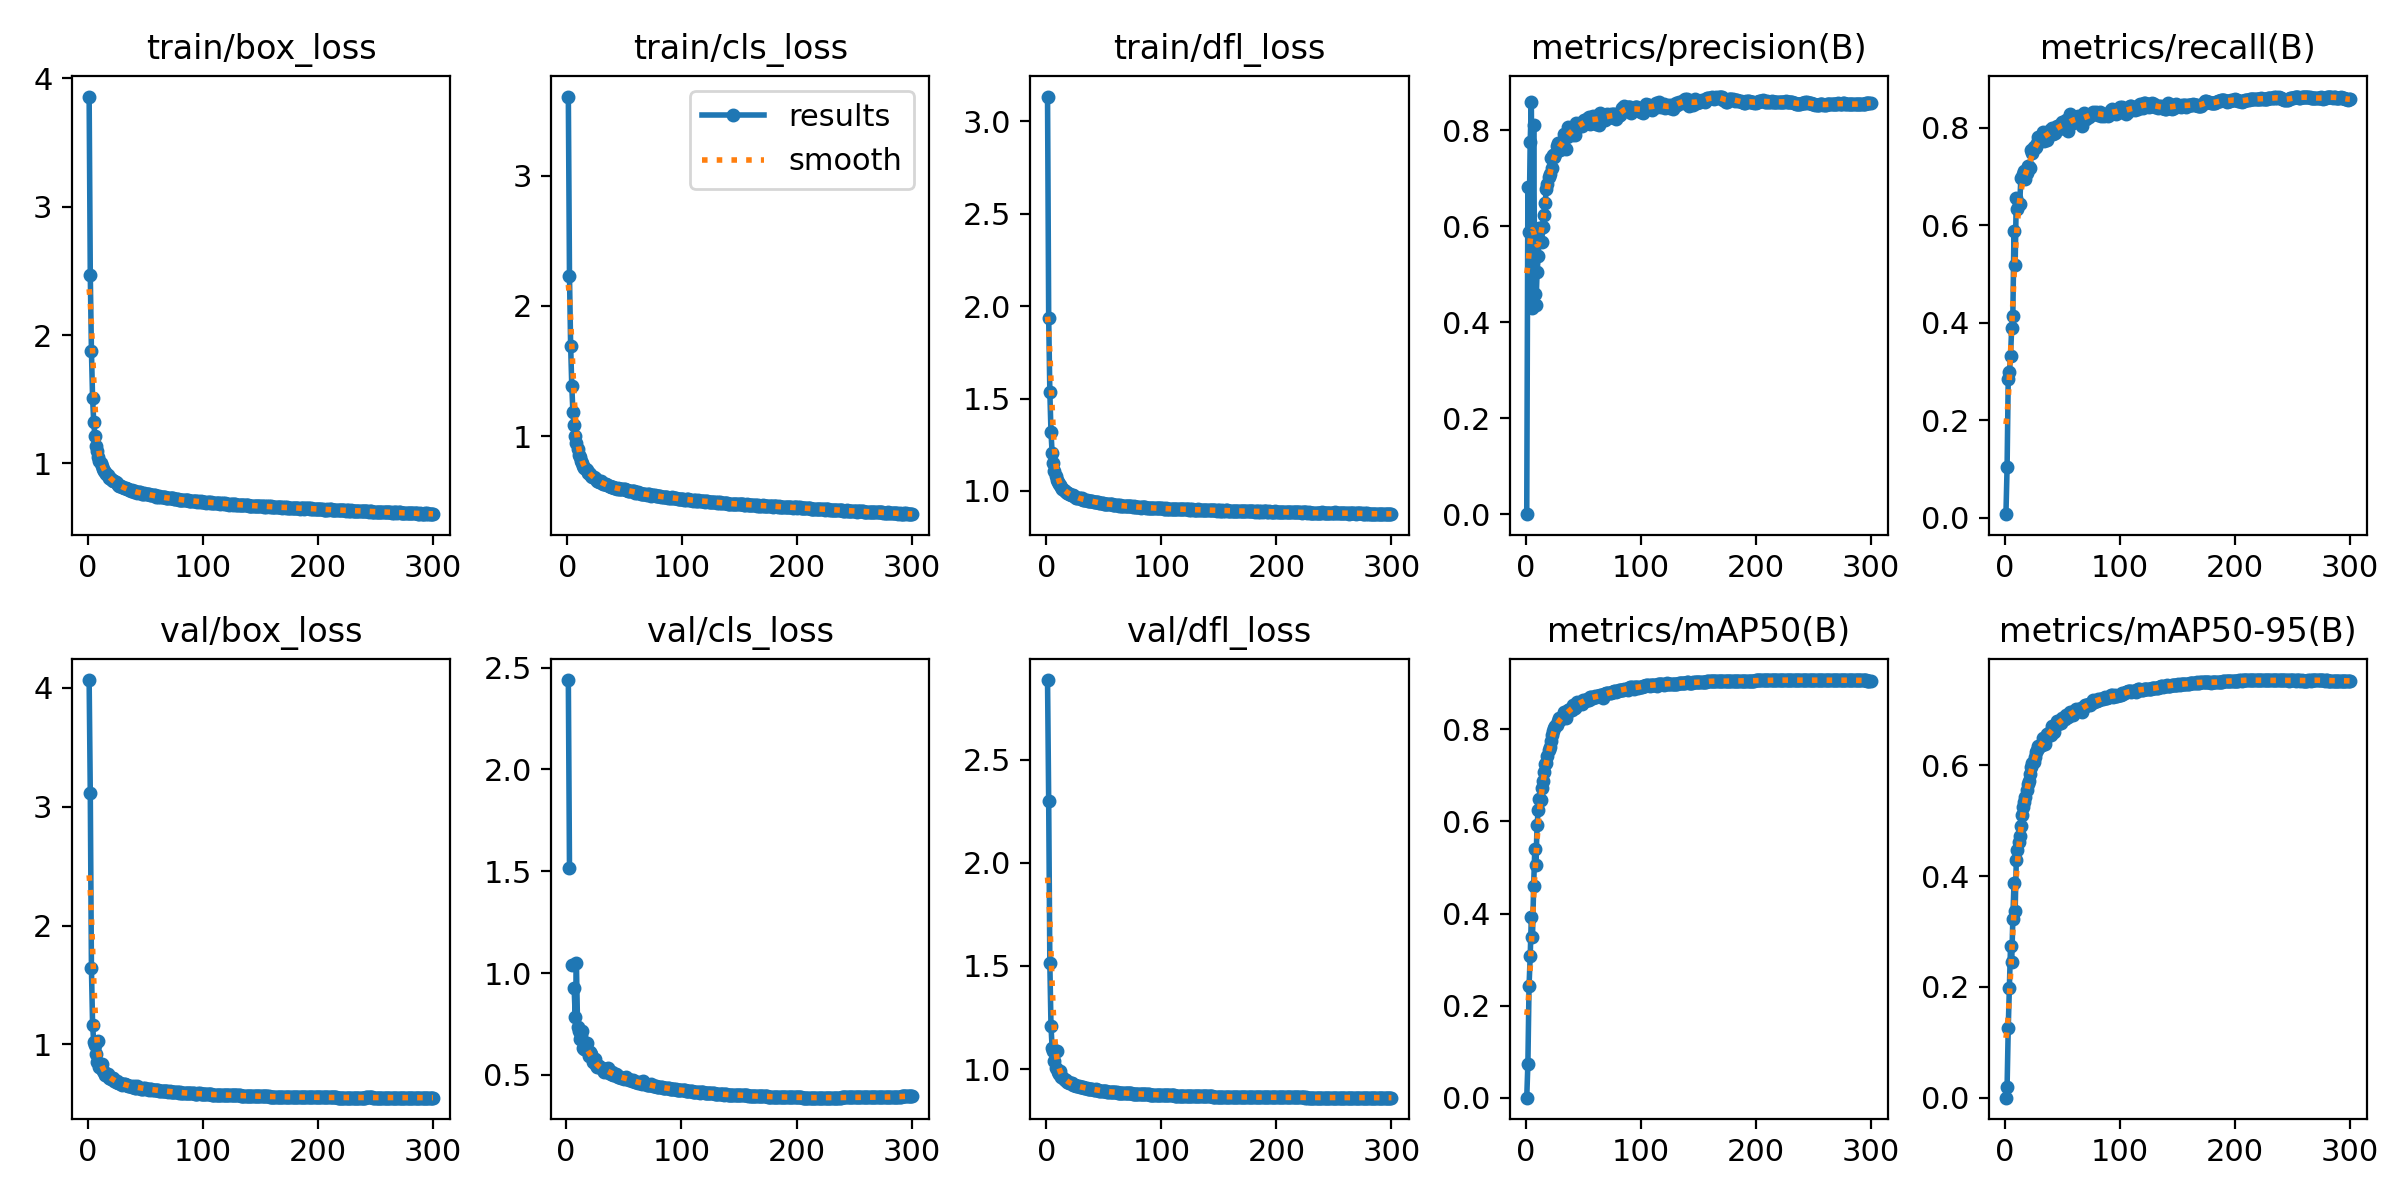 train/box_loss
4
3
2
1
0 100 200 300
train/cls_loss
results
smooth
3
2
1
0 100 200 300
train/dfl_loss
3.0
2.5
2.0
1.5
1.0
0 100 200 300
metrics/precision(B)
0.8
0.6
0.4
0.2
0.0
0 100 200 300
metrics/recall(B)
0.8
0.6
0.4
0.2
0.0
0 100 200 300
val/box_loss
4
3
2
1
0 100 200 300
val/cls_loss
2.5
2.0
1.5
1.0
0.5
0 100 200 300
val/dfl_loss
2.5
2.0
1.5
1.0
0 100 200 300
metrics/mAP50(B)
0.8
0.6
0.4
0.2
0.0
0 100 200 300
metrics/mAP50-95(B)
0.6
0.4
0.2
0.0
0 100 200 300